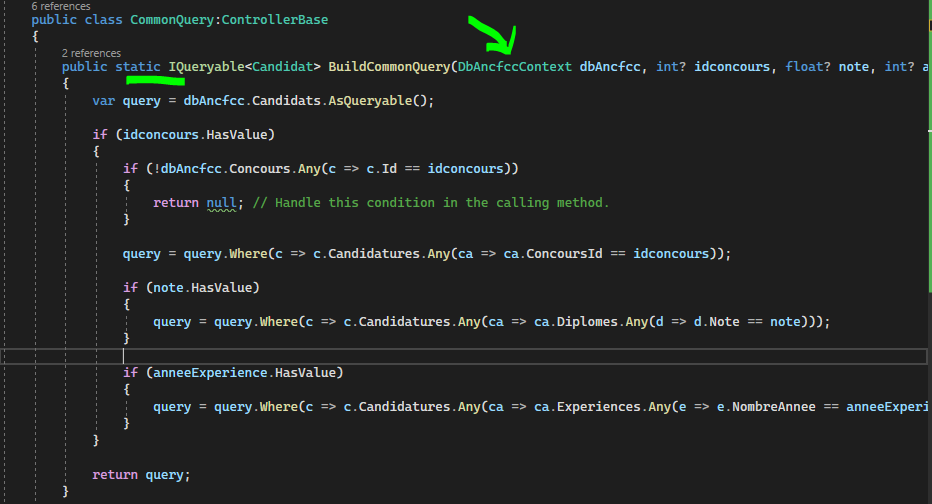 6 references
public class CommonQuery:ControllerBase
{
2 references
public static IQueryable<Candidat> BuildCommonQuery(DbAncfccContext dbAncfcc, int? idconcours, float? note, int? a
{
var query = dbAncfcc.Candidats.AsQueryable();
if (idconcours.HasValue)
{
if (!dbAncfcc.Concours.Any(c => c.Id == idconcours))
{
return null; // Handle this condition in the calling method.
}
query = query.Where(c => c.Candidatures.Any(ca => ca.ConcoursId == idconcours));
if (note.HasValue)
{
query = query.Where(c => c.Candidatures.Any(ca => ca.Diplomes.Any(d => d.Note == note)));
}
if (anneeExperience.HasValue)
{
query = query.Where(c => c.Candidatures.Any(ca => ca.Experiences.Any(e => e.NombreAnnee == anneeExperi
}
}
return query;
}